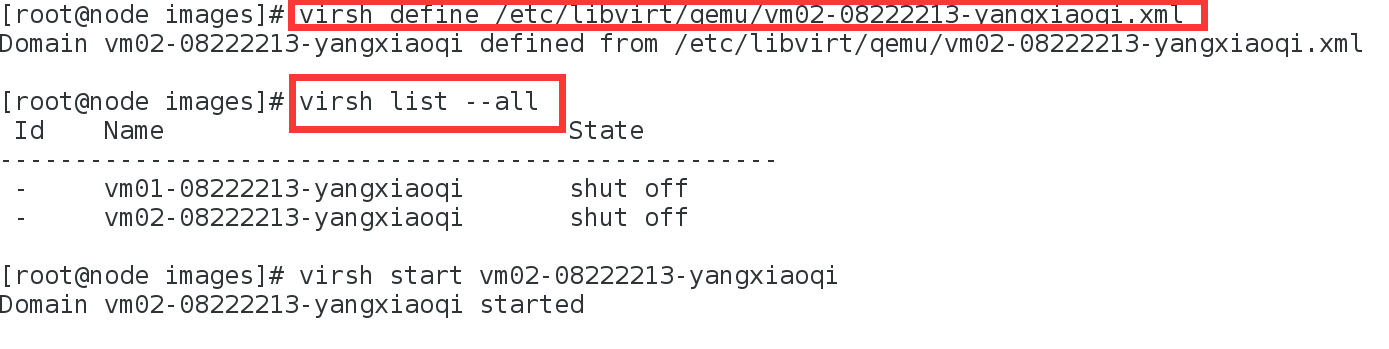 [root@node images]# virsh define /etc/libvirt/qemu/vm02-08222213-yangxiaoqi.xml
Domain vm02-08222213-yangxiaoqi defined from /etc/libvirt/qemu/vm02-08222213-yangxiaoqi.xml
[root@node images]# virsh list --all
Id Name State
----------------------------------------------------
- vm01-08222213-yangxiaoqi shut off
- vm02-08222213-yangxiaoqi shut off
[root@node images]# virsh start vm02-08222213-yangxiaoqi
Domain vm02-08222213-yangxiaoqi started